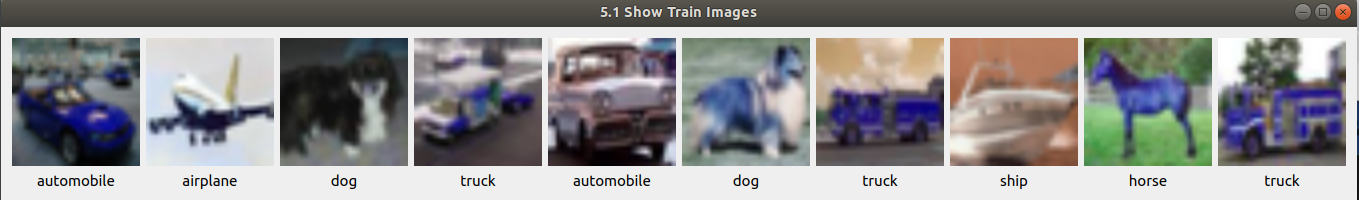 5.1 Show Train Images
automobile airplane dog truck automobile dog truck ship horse truck